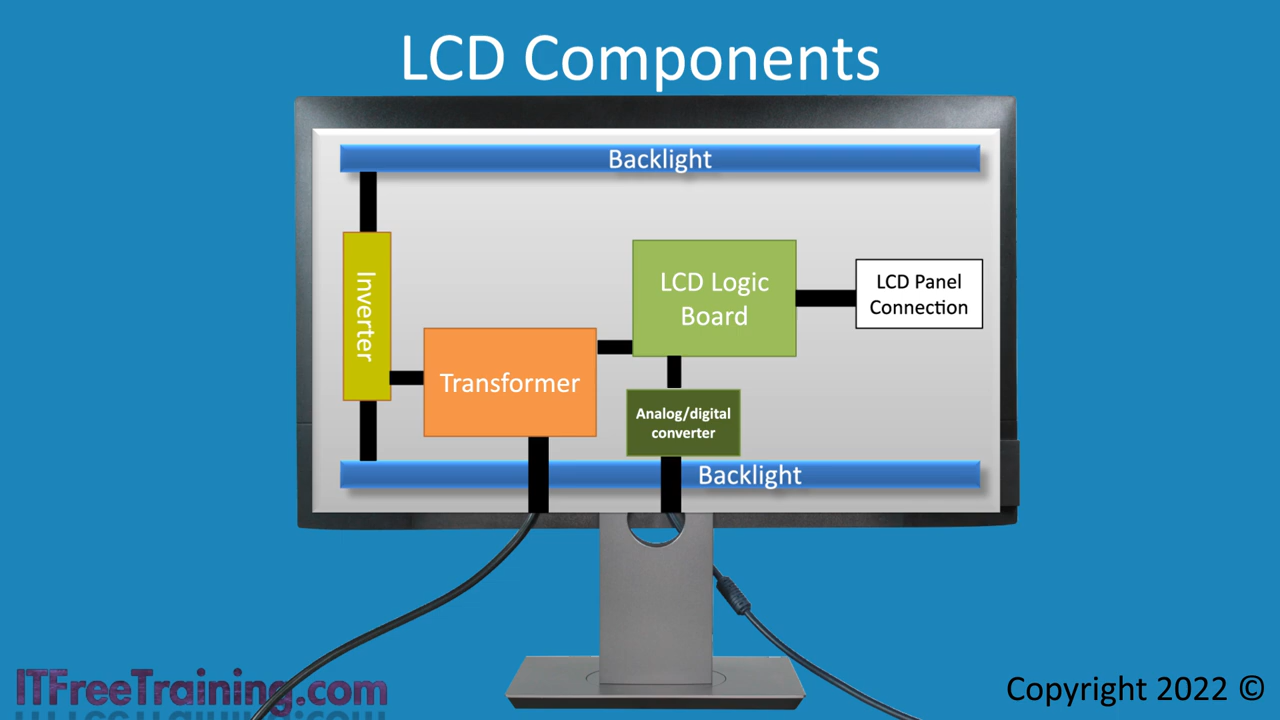 LCD Components
Backlight
Inverter
LCD Logic
Board
LCD Panel
Connection
Transformer
Analog/digital
converter
Backlight
ITFreeTraining.com
Copyright 2022 ©